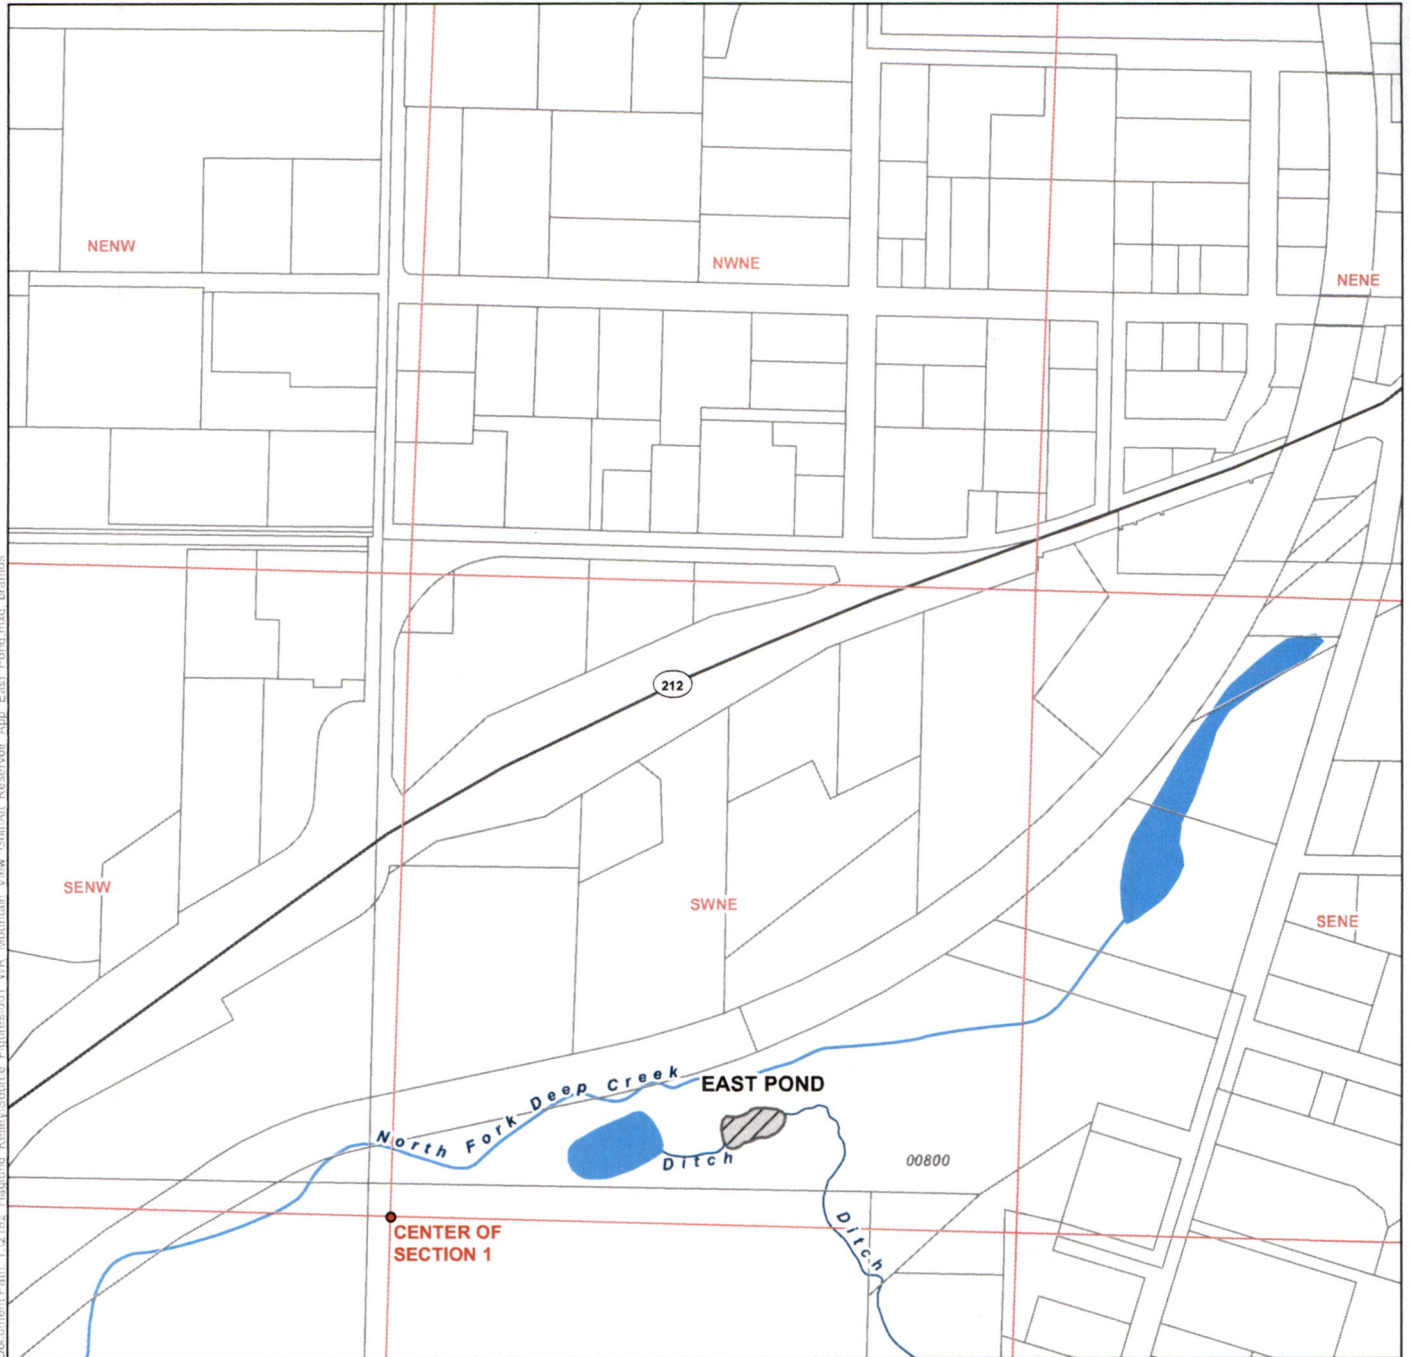 NENW
NWNE
NENE
212
SENW
SWNE
SENE
North Fork Deep Creek
EAST POND
Ditch
00800
Ditch
CENTER OF
SECTION 1